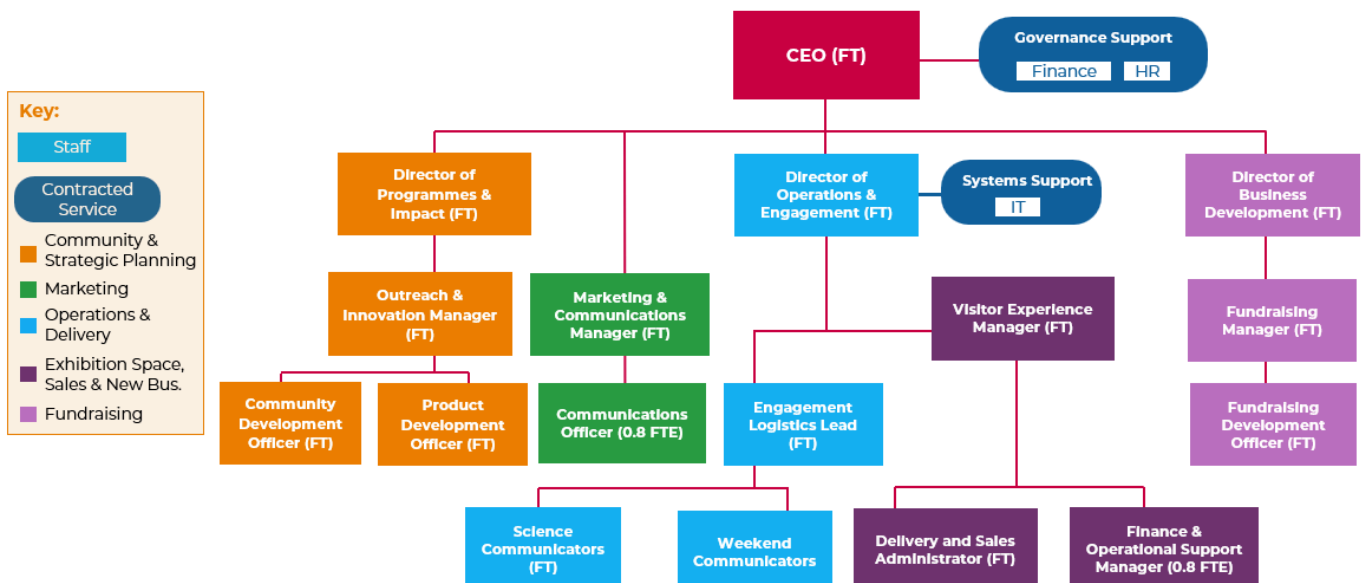 CEO (FT)
Governance Support
Finance
HR
Key:
Staff
Contracted
Service
Community &
Strategic Planning
Marketing
Operations &
Delivery
Exhibition Space,
Sales & New Bus.
Fundraising
Director of
Programmes &
Impact (FT)
Director of
Operations &
Engagement (FT)
Systems Support
IT
Director of
Business
Development (FT)
Outreach &
Innovation Manager
(FT)
Marketing &
Communications
Manager (FT)
Visitor Experience
Manager (FT)
Fundraising
Manager (FT)
Community
Development
Officer (FT)
Product
Development
Officer (FT)
Communications
Officer (0.8 FTE)
Engagement
Logistics Lead
(FT)
Fundraising
Development
Officer (FT)
Science
Communicators
(FT)
Weekend
Communicators
Delivery and Sales
Administrator (FT)
Finance &
Operational Support
Manager (0.8 FTE)